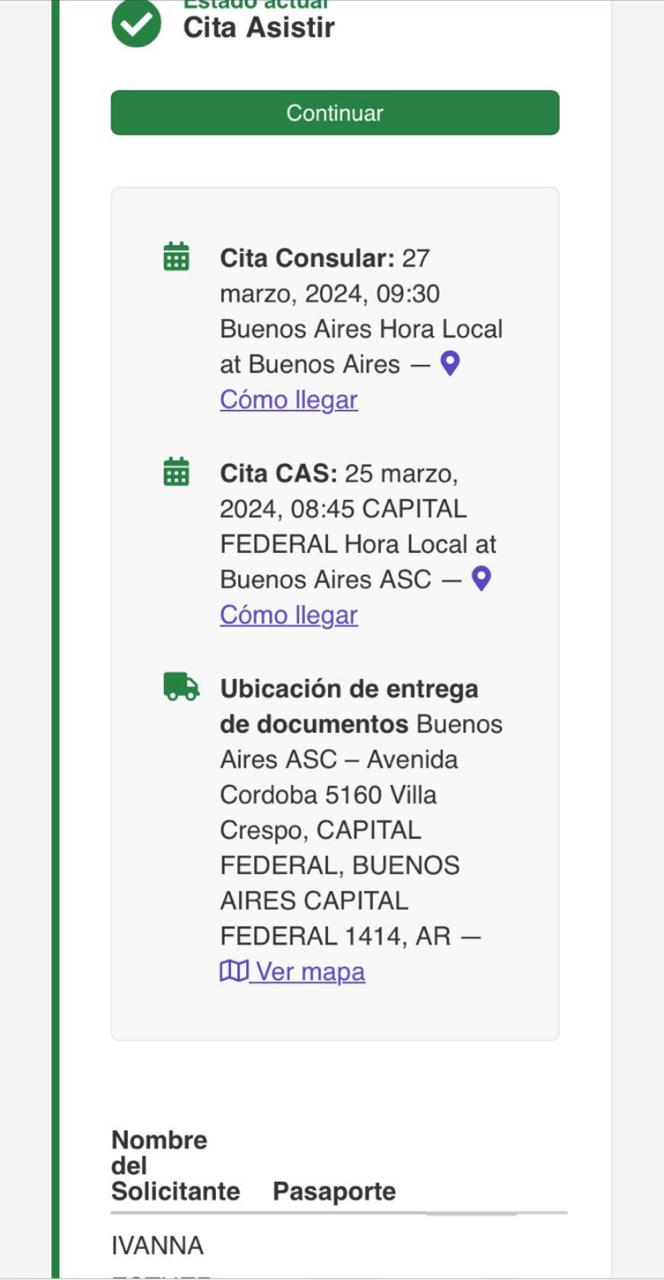 Estado actual
Cita Asistir
Continuar
Cita Consular: 27
marzo, 2024, 09:30
Buenos Aires Hora Local
at Buenos Aires —
Cómo llegar
Cita CAS: 25 marzo,
2024, 08:45 CAPITAL
FEDERAL Hora Local at
Buenos Aires ASC —
Cómo llegar
Ubicación de entrega
de documentos Buenos
Aires ASC – Avenida
Cordoba 5160 Villa
Crespo, CAPITAL
FEDERAL, BUENOS
AIRES CAPITAL
FEDERAL 1414, AR —
Ver mapa
Nombre
del
Solicitante Pasaporte
IVANNA